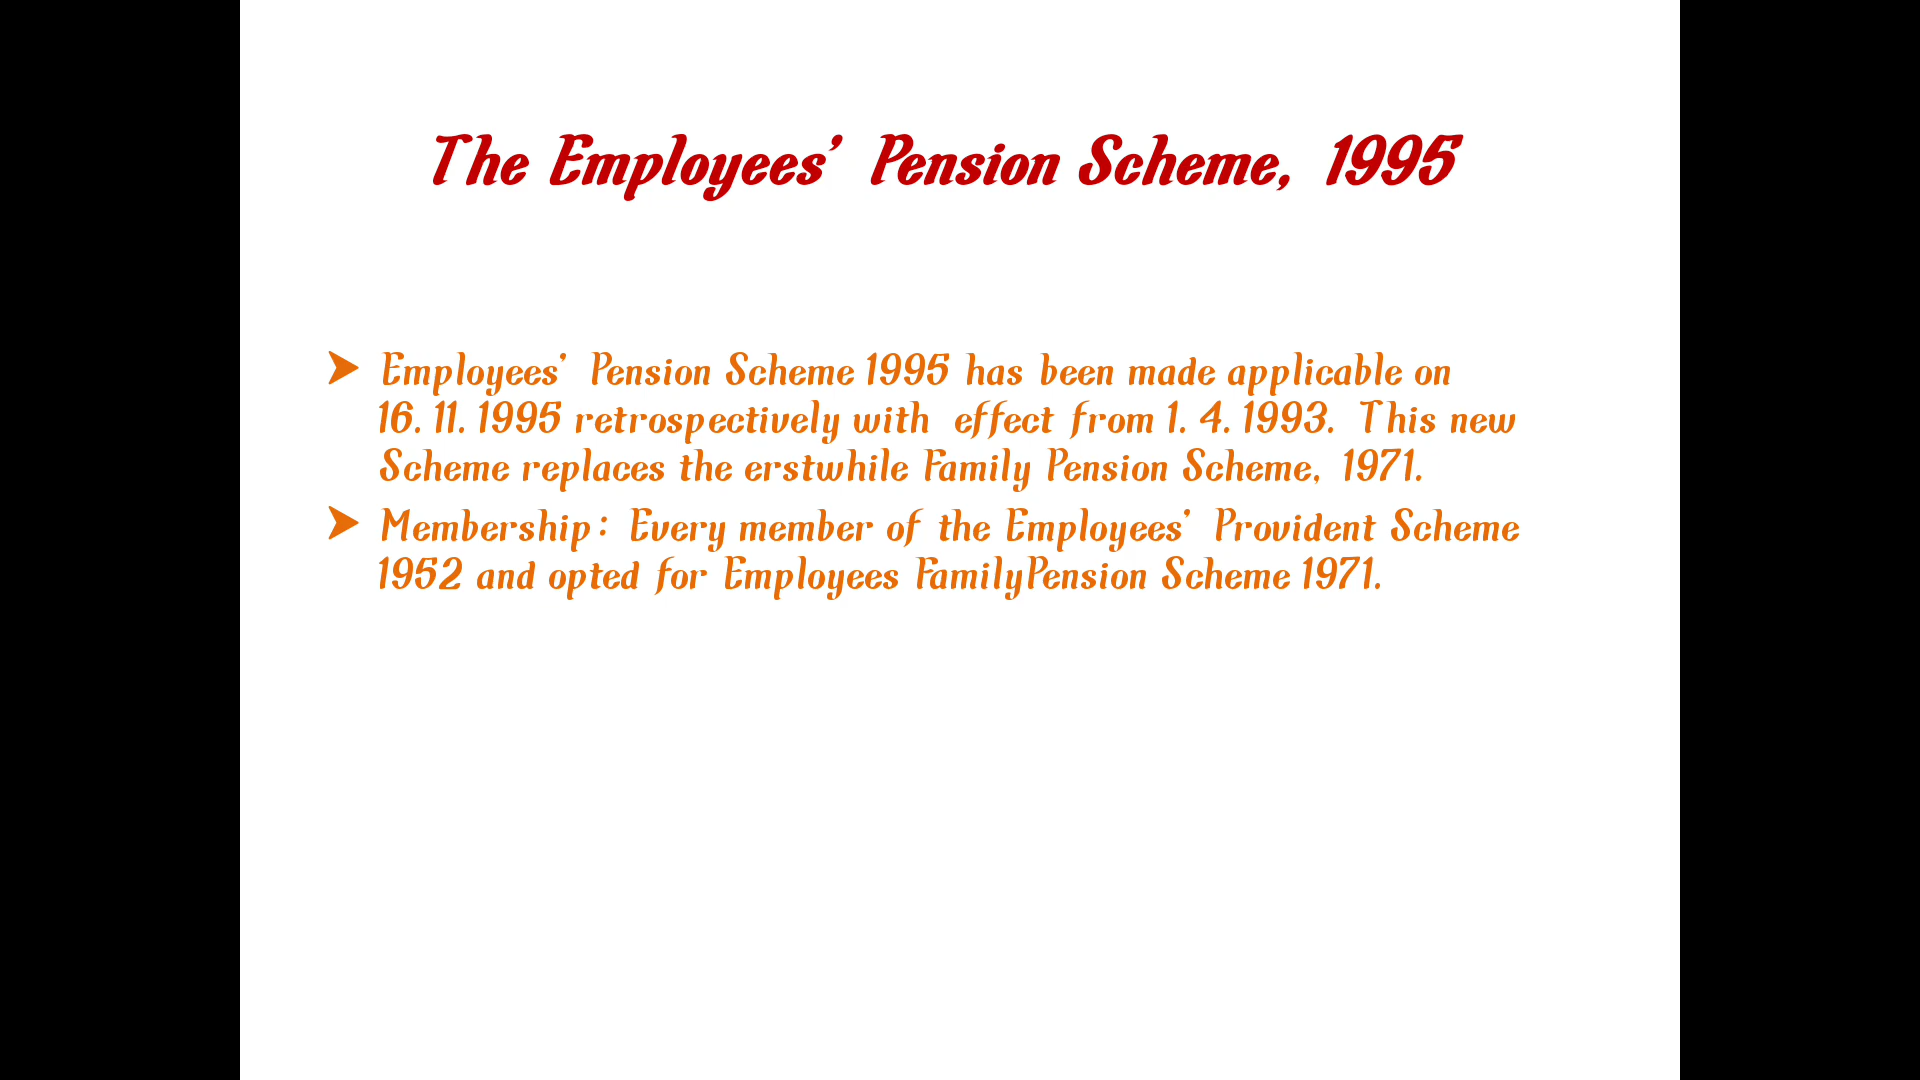 The Employees’ Pension Scheme, 1995
➤ Employees’ Pension Scheme 1995 has been made applicable on
16. 11. 1995 retrospectively with effect from 1. 4. 1993. This new
Scheme replaces the erstwhile Family Pension Scheme, 1971.
➤ Membership: Every member of the Employees’ Provident Scheme
1952 and opted for Employees FamilyPension Scheme 1971.